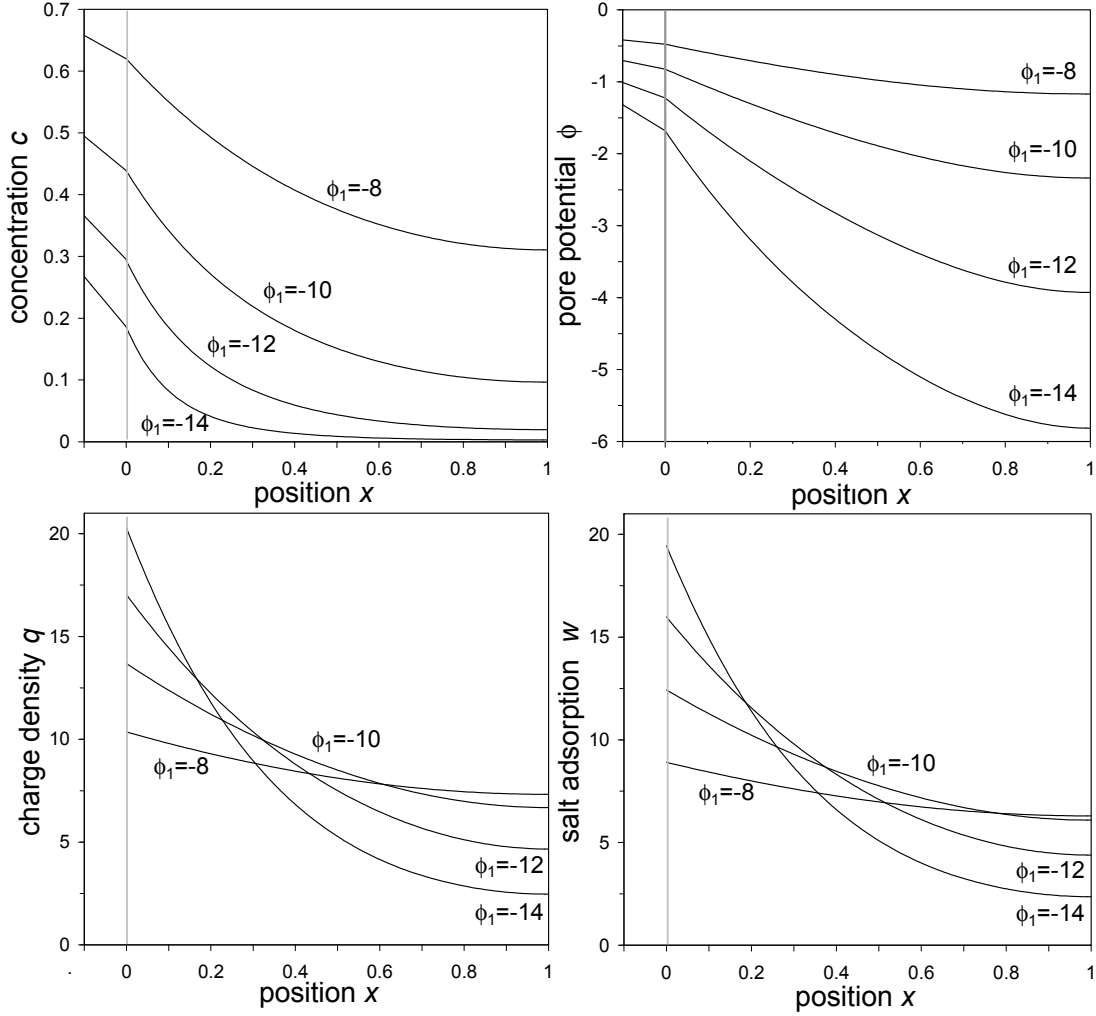 0.7
0.6
0.5
0.4
0.3
0.2
0.1
0
concentration c
ϕ1=-8
ϕ1=-10
ϕ1=-12
ϕ1=-14
0 0.2 0.4 0.6 0.8 1
position x
0
-1
-2
-3
-4
-5
-6
pore potential ϕ
ϕ1=-8
ϕ1=-10
ϕ1=-12
ϕ1=-14
0 0.2 0.4 0.6 0.8 1
position x
20
15
10
5
0
charge density q
ϕ1=-10
ϕ1=-8
ϕ1=-12
ϕ1=-14
0 0.2 0.4 0.6 0.8 1
position x
20
15
10
5
0
salt adsorption w
ϕ1=-10
ϕ1=-8
ϕ1=-12
ϕ1=-14
0 0.2 0.4 0.6 0.8 1
position x